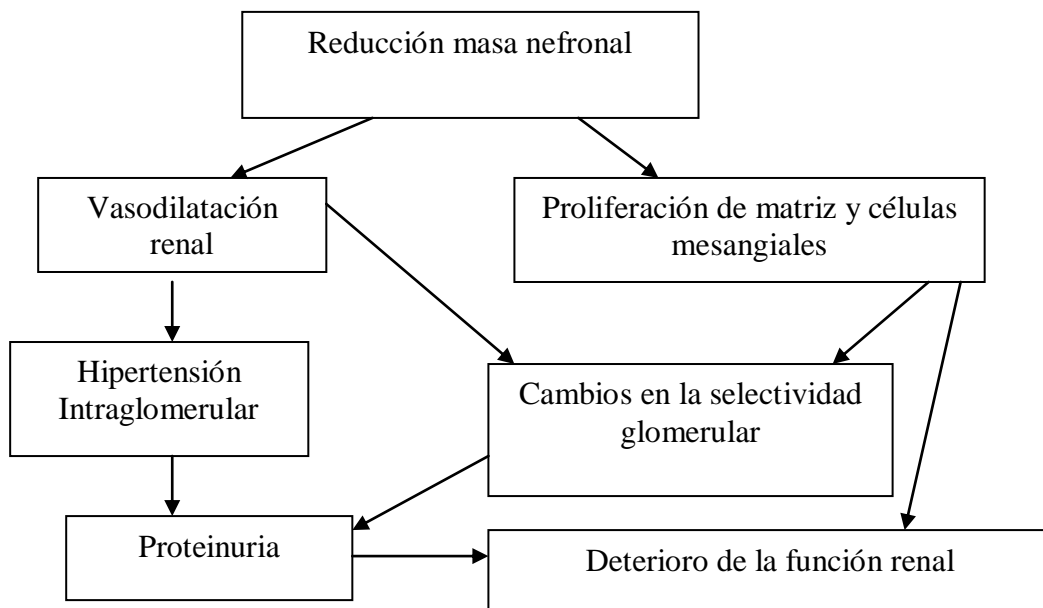 Reducción masa nefronal
Vasodilatación
renal
Proliferación de matriz y células
mesangiales
Hipertensión
Intraglomerular
Cambios en la selectividad
glomerular
Proteinuria
Deterioro de la función renal